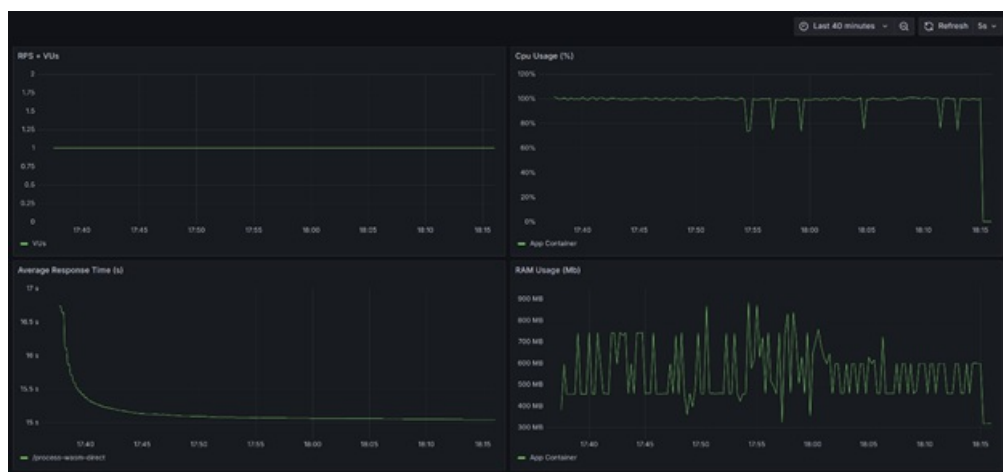 Last 40 minutes
Refresh 5s
RPS + VUs
2
1.75
1.5
1.25
1
0.75
0.5
0.25
0
17:40 17:45 17:50 17:55 18:00 18:05 18:10 18:15
VUs
Cpu Usage (%)
120%
100%
80%
60%
40%
20%
0%
17:40 17:45 17:50 17:55 18:00 18:05 18:10 18:15
App Container
Average Response Time (s)
17 s
16.5 s
16 s
15.5 s
15 s
17:40 17:45 17:50 17:55 18:00 18:05 18:10 18:15
/process-wasm-direct
RAM Usage (Mb)
900 MB
800 MB
700 MB
600 MB
500 MB
400 MB
300 MB
17:40 17:45 17:50 17:55 18:00 18:05 18:10 18:15
App Container